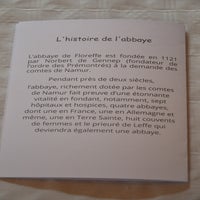 L'histoire de l'abbaye
L'abbaye de Floreffe est fondée en 1121
par Norbert de Gennep (fondateur de
l'ordre des Prémontrés) à la demande des
comtes de Namur.
Pendant près de deux siècles,
l'abbaye, richement dotée par les comtes
de Namur fait preuve d'une étonnante
vitalité en fondant, notamment, sept
hôpitaux et hospices, quatre abbayes,
dont une en France, une en Allemagne et
même, une en Terre Sainte, huit couvents
de femmes et le prieuré de Leffe qui
deviendra également une abbaye.